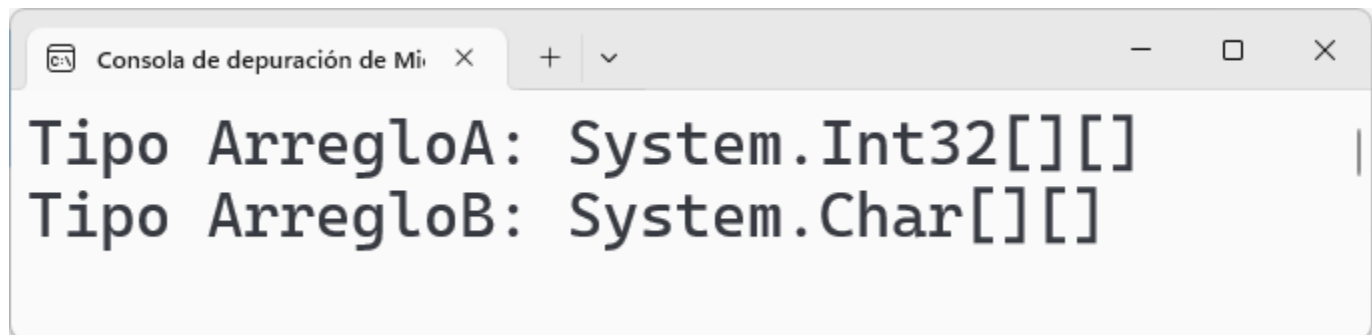 Consola de depuración de Mi
Tipo ArregloA: System.Int32[][]
Tipo ArregloB: System.Char[][]